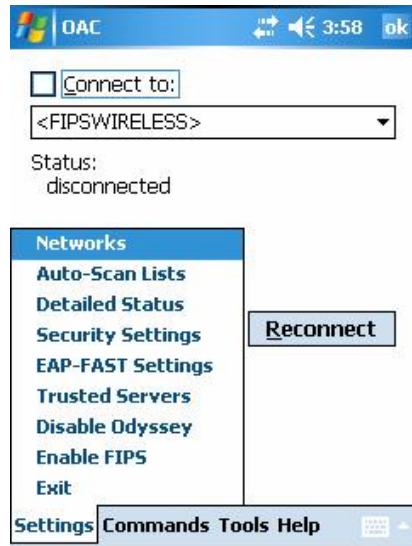 OAC 3:58 ok
Connect to:
<FIPSWIRELESS>
Status:
disconnected
Networks
Auto-Scan Lists
Detailed Status
Security Settings
Reconnect
EAP-FAST Settings
Trusted Servers
Disable Odyssey
Enable FIPS
Exit
Settings Commands Tools Help